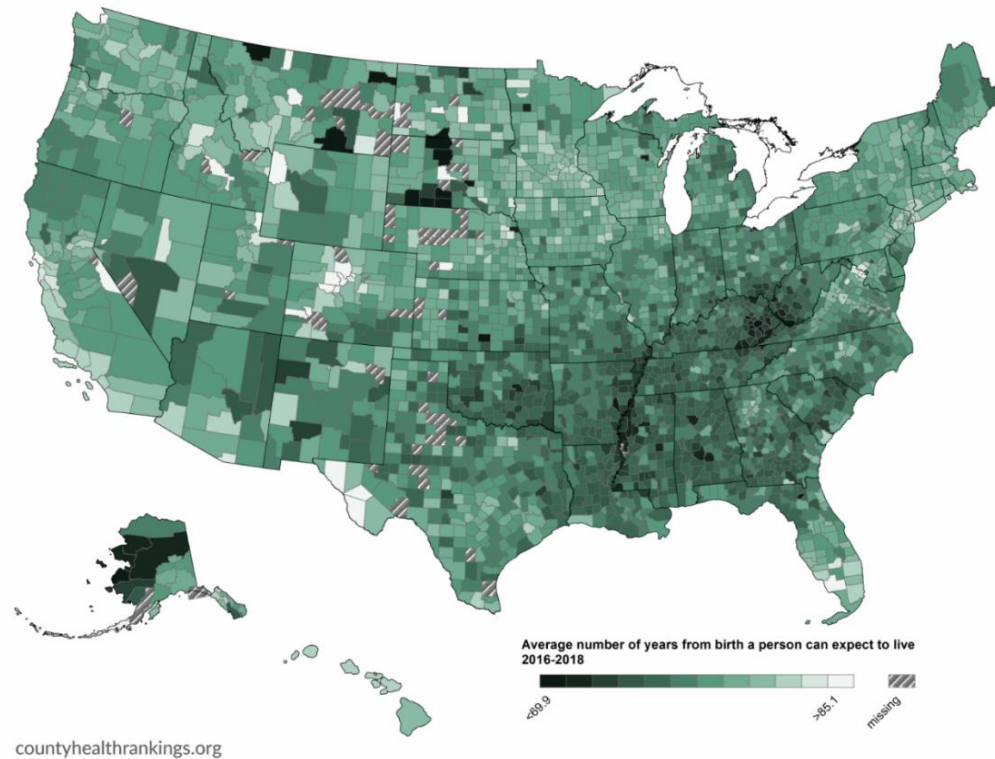 Average number of years from birth a person can expect to live
2016-2018
<69.9
>85.1
missing
countyhealthrankings.org